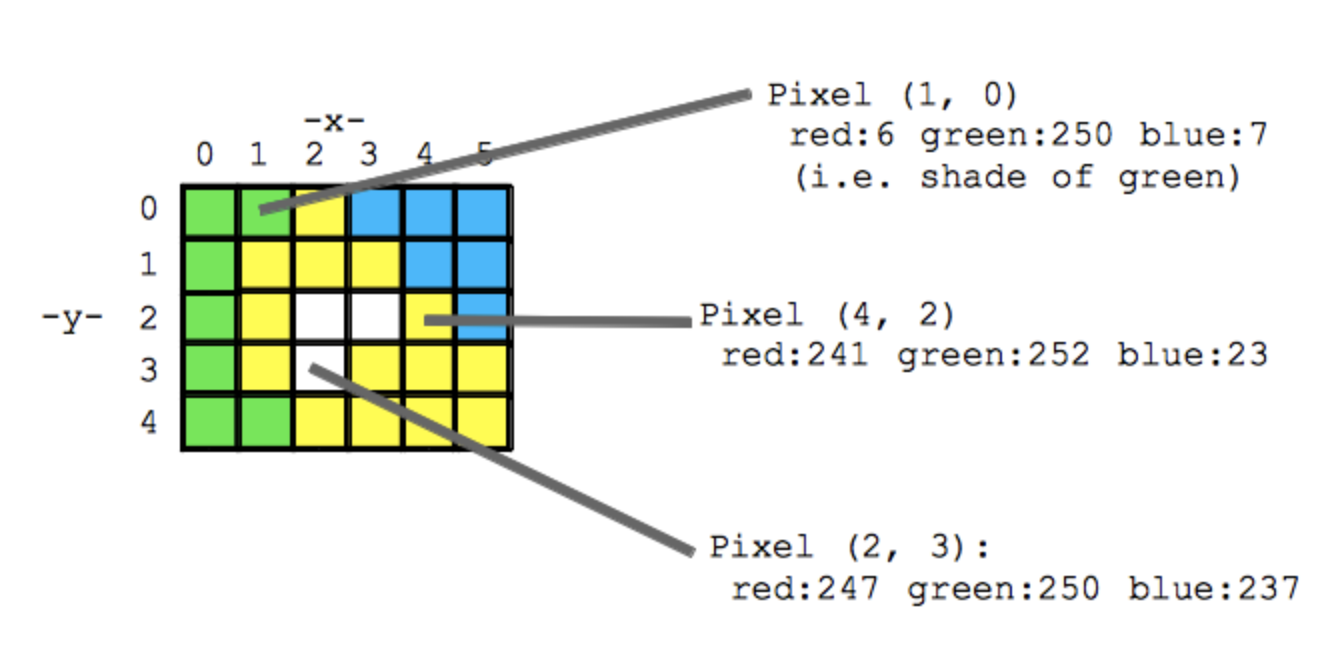 Pixel (1, 0)
red:6 green:250 blue:7
(i.e. shade of green)
-x-
0 1 2 3 4 5
0
1
-y- 2
3
4
Pixel (4, 2)
red:241 green:252 blue:23
Pixel (2, 3):
red:247 green:250 blue:237